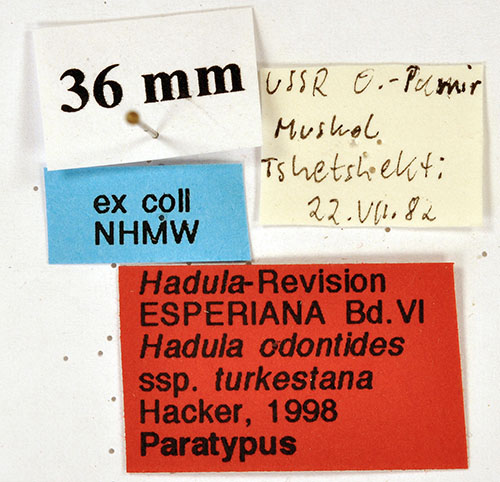 36 mm
USSR O.-Pamir
Muskol
Tshetshekti
22.VII.82
ex coll
NHMW
Hadula-Revision
ESPERIANA Bd.VI
Hadula odontides
ssp. turkestana
Hacker, 1998
Paratypus